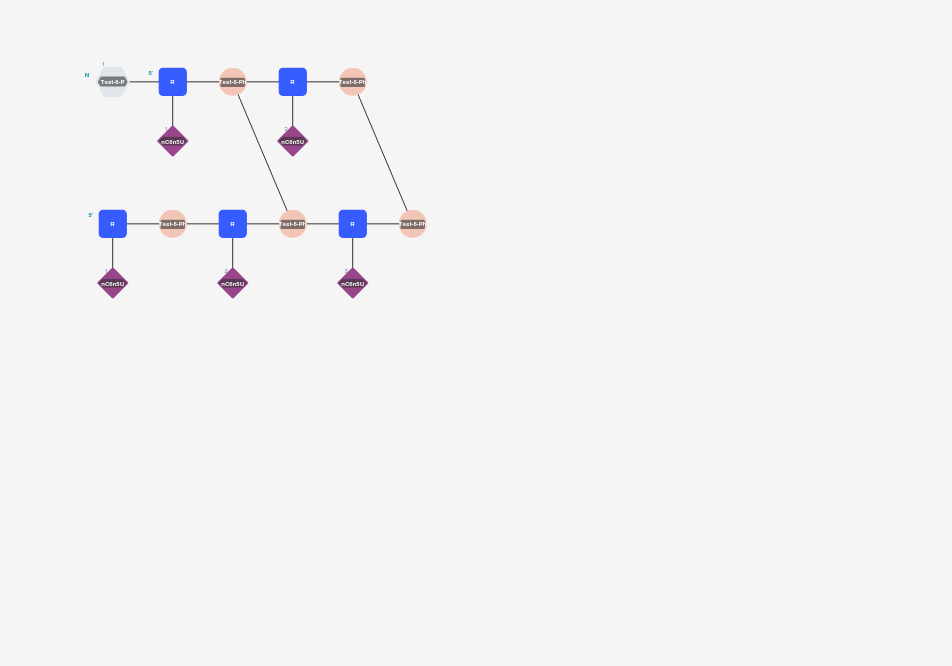 1
N Test-6-P 5' R Test-6-Ph R Test-6-Ph
1 2
nC6n5U nC6n5U
5' R Test-6-Ph R Test-6-Ph R Test-6-Ph
1 2 3
nC6n5U nC6n5U nC6n5U